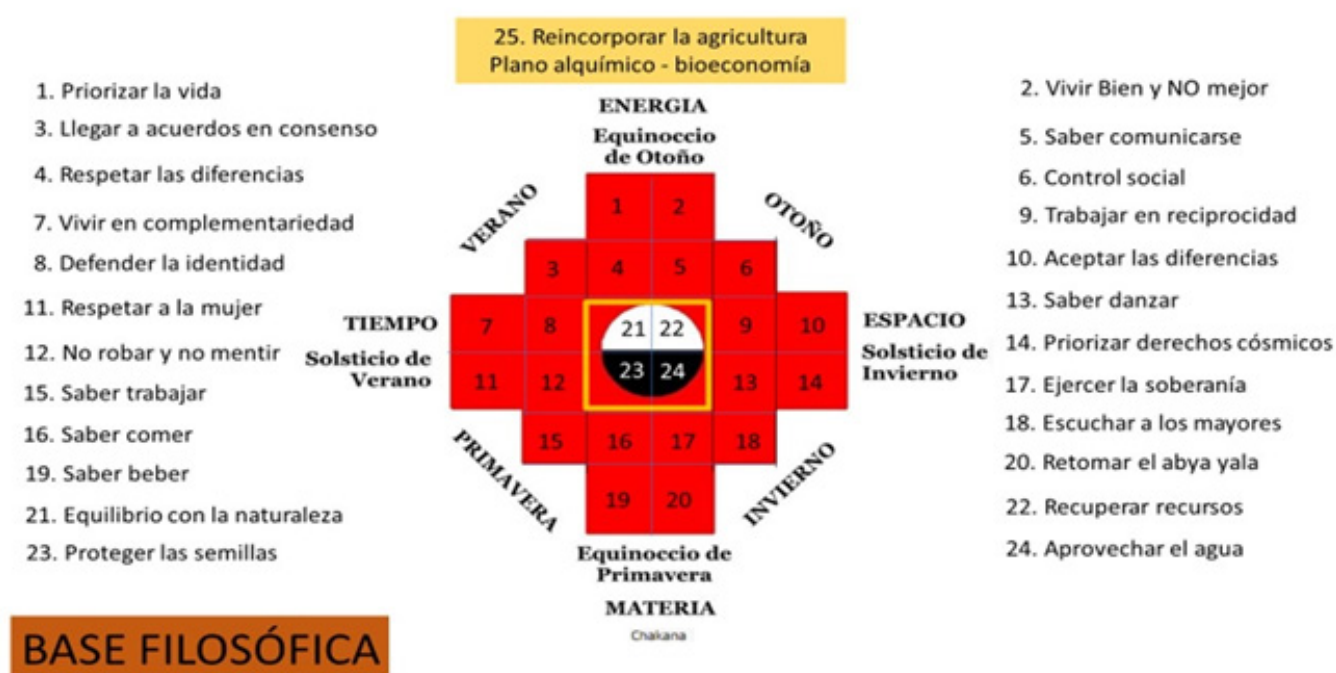 25. Reincorporar la agricultura
Plano alquímico - bioeconomía
1. Priorizar la vida
3. Llegar a acuerdos en consenso
4. Respetar las diferencias
7. Vivir en complementariedad
8. Defender la identidad
11. Respetar a la mujer
12. No robar y no mentir
15. Saber trabajar
16. Saber comer
19. Saber beber
21. Equilibrio con la naturaleza
23. Proteger las semillas
ENERGIA
Equinoccio
de Otoño
VERANO
OTOÑO
1 2
3 4 5 6
TIEMPO
Solsticio de
Verano
7 8 21 22 9 10
11 12 23 24 13 14
ESPACIO
Solsticio de
Invierno
15 16 17 18
19 20
PRIMAVERA
INVIERNO
Equinoccio de
Primavera
MATERIA
Chakana
2. Vivir Bien y NO mejor
5. Saber comunicarse
6. Control social
9. Trabajar en reciprocidad
10. Aceptar las diferencias
13. Saber danzar
14. Priorizar derechos cósmicos
17. Ejercer la soberanía
18. Escuchar a los mayores
20. Retomar el abya yala
22. Recuperar recursos
24. Aprovechar el agua
BASE FILOSÓFICA